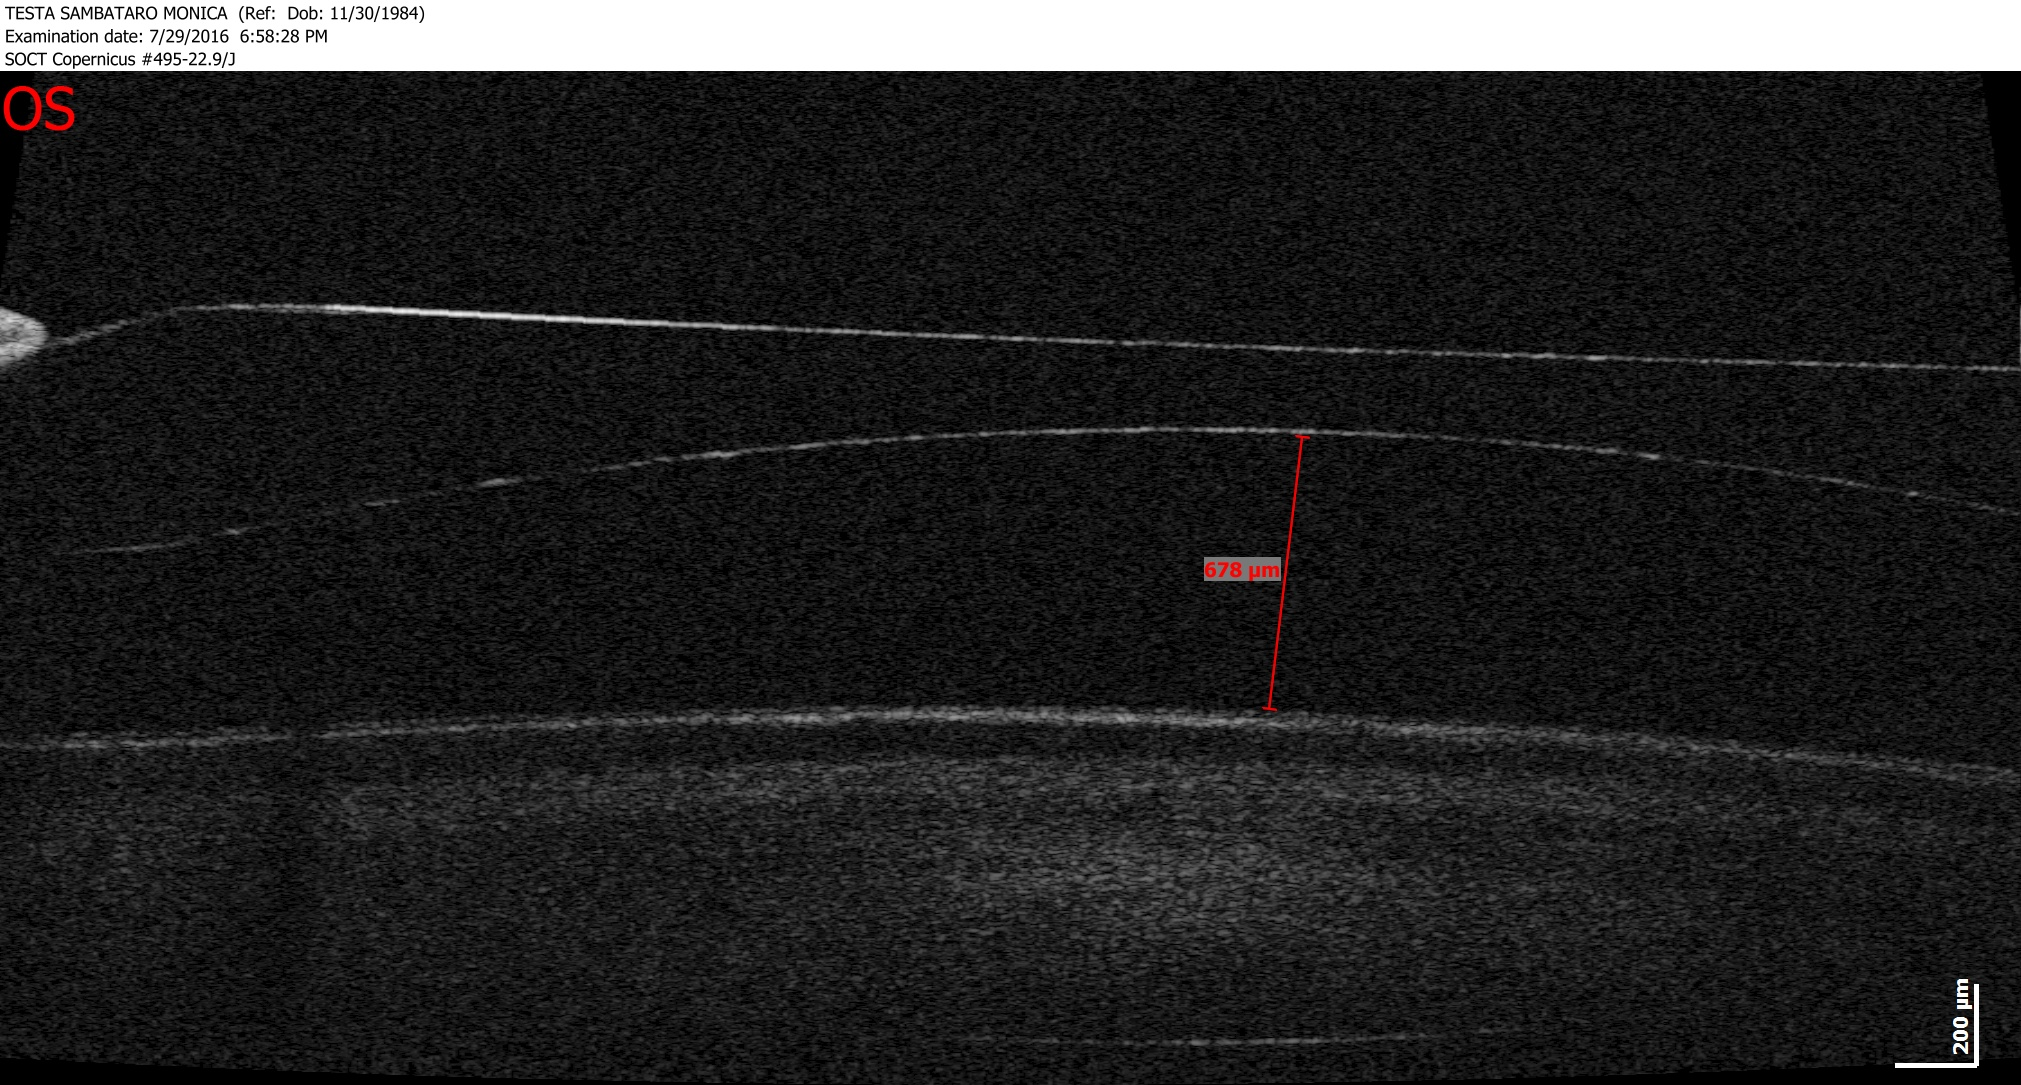 TESTA SAMBATARO MONICA (Ref: Dob: 11/30/1984)
Examination date: 7/29/2016 6:58:28 PM
SOCT Copernicus #495-22.9/J
OS
678 µm
200 µm